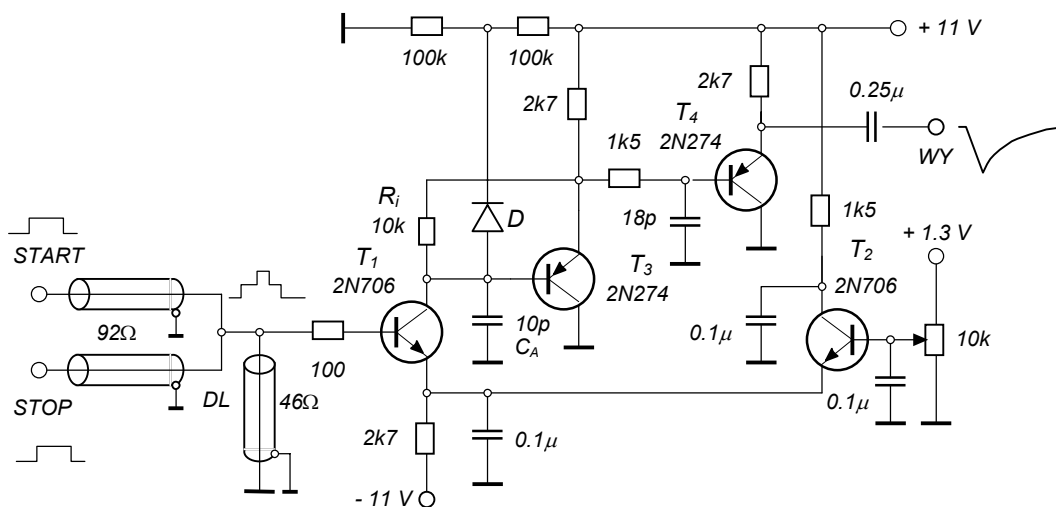 100k
100k
+ 11 V
2k7
2k7
0.25μ
T4
2N274
WY
1k5
Ri
10k
D
18p
1k5
START
T1
2N706
T3
2N274
T2
2N706
+ 1.3 V
92Ω
100
10p
CA
0.1μ
10k
STOP
DL
46Ω
0.1μ
2k7
0.1μ
- 11 V